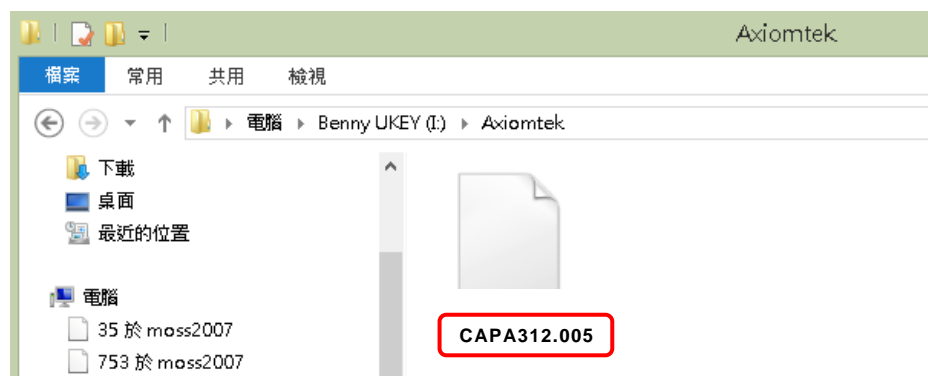 Axiomtek
檔案 常用 共用 檢視
電腦 Benny UKEY (I:) Axiomtek
下載
桌面
最近的位置
電腦
35 於 moss2007
753 於 moss2007
CAPA312.005